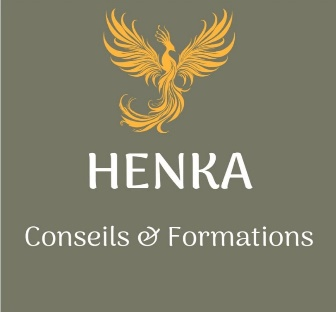 HENKA
Conseils & Formations